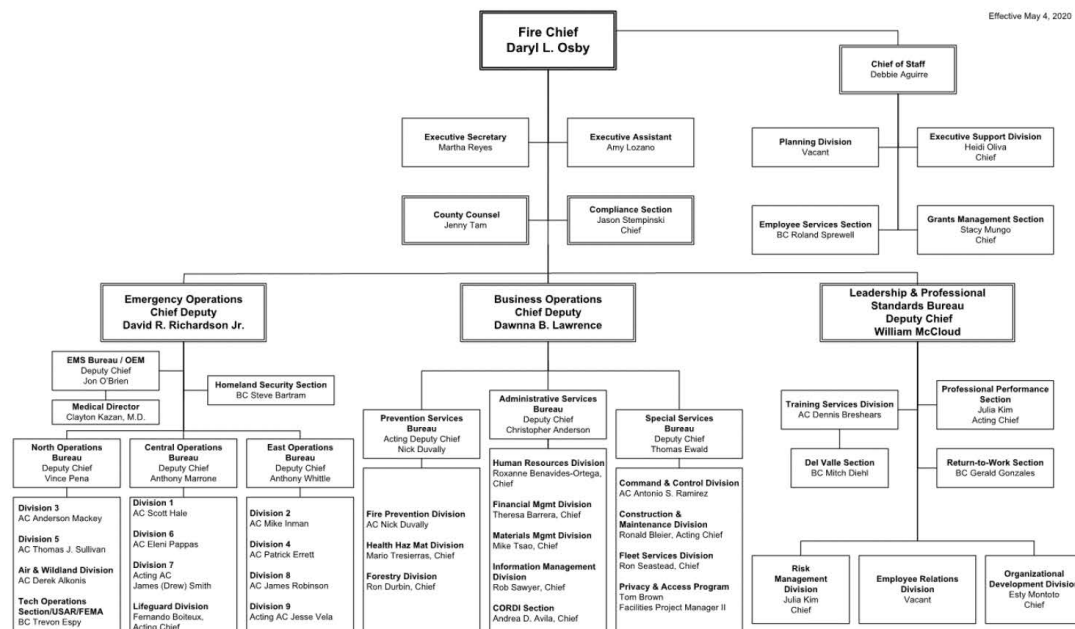 Effective May 4, 2020
Fire Chief
Daryl L. Osby
Chief of Staff
Debbie Aguirre
Executive Secretary
Martha Reyes
Executive Assistant
Amy Lozano
Planning Division
Vacant
Executive Support Division
Heidi Oliva
Chief
County Counsel
Jenny Tam
Compliance Section
Jason Stempinski
Chief
Employee Services Section
BC Roland Sprewell
Grants Management Section
Stacy Mungo
Chief
Emergency Operations
Chief Deputy
David R. Richardson Jr.
Business Operations
Chief Deputy
Dawnna B. Lawrence
Leadership & Professional
Standards Bureau
Deputy Chief
William McCloud
EMS Bureau / OEM
Deputy Chief
Jon O'Brien
Homeland Security Section
BC Steve Bartram
Medical Director
Clayton Kazan, M.D.
North Operations
Bureau
Deputy Chief
Vince Pena
Central Operations
Bureau
Deputy Chief
Anthony Marrone
East Operations
Bureau
Deputy Chief
Anthony Whittle
Division 3
AC Anderson Mackey
Division 5
AC Thomas J. Sullivan
Air & Wildland Division
AC Derek Alkonis
Tech Operations
Section/USAR/FEMA
BC Trevon Espy
Division 1
AC Scott Hale
Division 6
AC Eleni Pappas
Division 7
Acting AC
James (Drew) Smith
Lifeguard Division
Fernando Boiteux,
Acting Chief
Division 2
AC Mike Inman
Division 4
AC Patrick Errett
Division 8
AC James Robinson
Division 9
Acting AC Jesse Vela
Prevention Services
Bureau
Acting Deputy Chief
Nick Duvally
Fire Prevention Division
AC Nick Duvally
Health Haz Mat Division
Mario Tresierras, Chief
Forestry Division
Ron Durbin, Chief
Administrative Services
Bureau
Deputy Chief
Christopher Anderson
Human Resources Division
Roxanne Benavides-Ortega,
Chief
Financial Mgmt Division
Theresa Barrera, Chief
Materials Mgmt Division
Mike Tsao, Chief
Information Management
Division
Rob Sawyer, Chief
CORDI Section
Andrea D. Avila, Chief
Special Services
Bureau
Deputy Chief
Thomas Ewald
Command & Control Division
AC Antonio S. Ramirez
Construction &
Maintenance Division
Ronald Bleier, Acting Chief
Fleet Services Division
Ron Seastead, Chief
Privacy & Access Program
Tom Brown
Facilities Project Manager II
Training Services Division
AC Dennis Breshears
Professional Performance
Section
Julia Kim
Acting Chief
Del Valle Section
BC Mitch Diehl
Return-to-Work Section
BC Gerald Gonzales
Risk
Management
Division
Julia Kim
Chief
Employee Relations
Division
Vacant
Organizational
Development Division
Esty Montoto
Chief